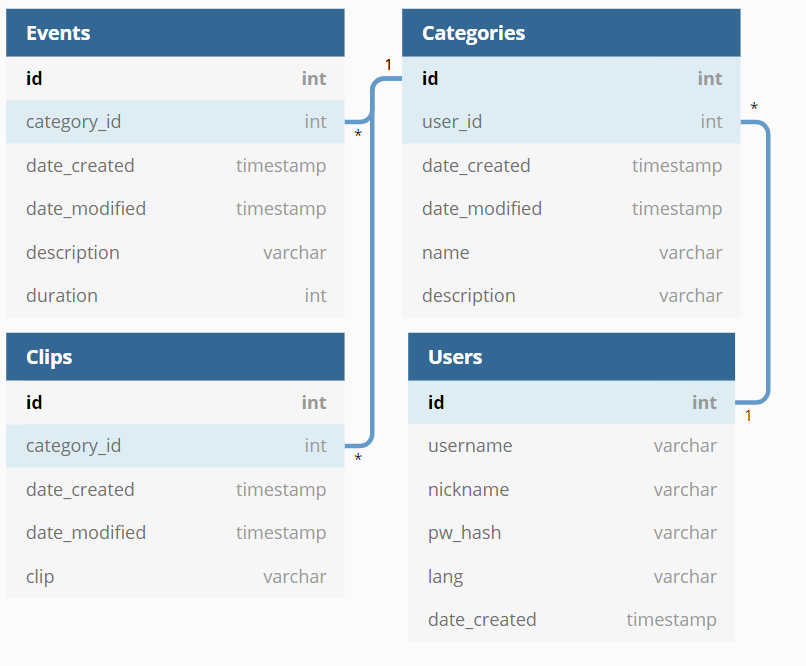 Events
id int
category_id int
date_created timestamp
date_modified timestamp
description varchar
duration int
1
*
Categories
id int
user_id int
date_created timestamp
date_modified timestamp
name varchar
description varchar
*
Clips
id int
category_id int
date_created timestamp
date_modified timestamp
clip varchar
*
Users
id int
username varchar
nickname varchar
pw_hash varchar
lang varchar
date_created timestamp
1